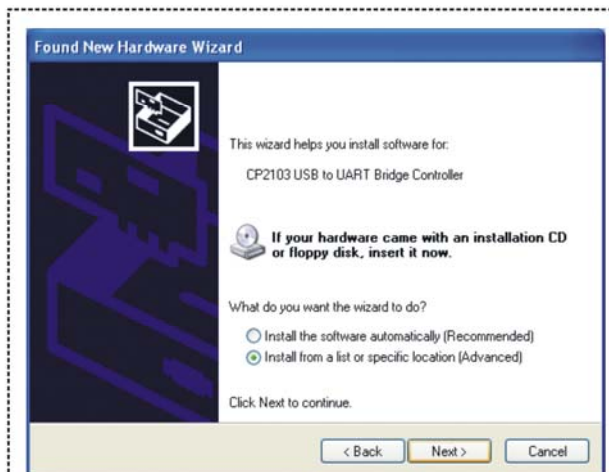 Found New Hardware Wizard
This wizard helps you install software for:
CP2103 USB to UART Bridge Controller
If your hardware came with an installation CD
or floppy disk, insert it now.
What do you want the wizard to do?
Install the software automatically (Recommended)
Install from a list or specific location (Advanced)
Click Next to continue.
< Back Next > Cancel